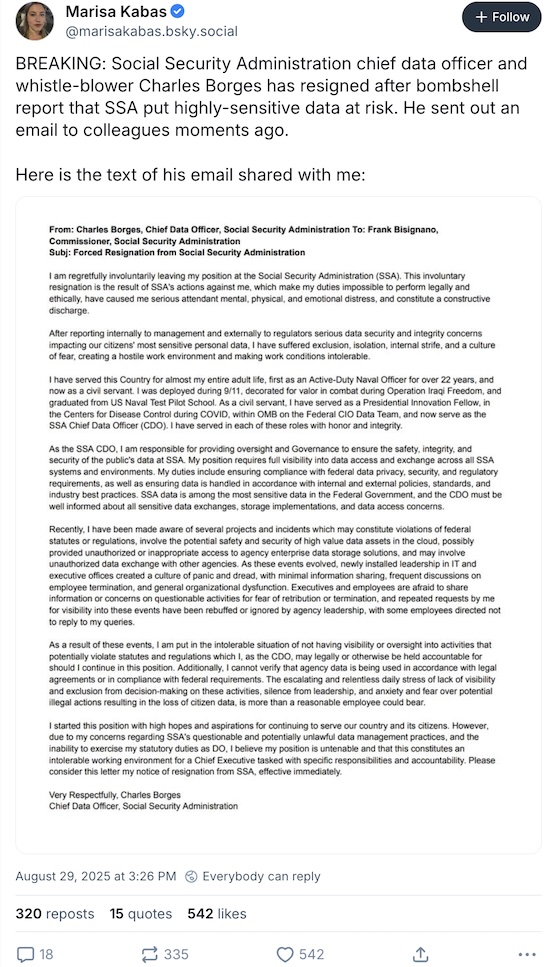 Marisa Kabas
@marisakabas.bsky.social
+ Follow
BREAKING: Social Security Administration chief data officer and
whistle-blower Charles Borges has resigned after bombshell
report that SSA put highly-sensitive data at risk. He sent out an
email to colleagues moments ago.
Here is the text of his email shared with me:
From: Charles Borges, Chief Data Officer, Social Security Administration To: Frank Bisignano,
Commissioner, Social Security Administration
Subj: Forced Resignation from Social Security Administration
I am regretfully involuntarily leaving my position at the Social Security Administration (SSA). This involuntary
resignation is the result of SSA's actions against me, which make my duties impossible to perform legally and
ethically, have caused me serious attendant mental, physical, and emotional distress, and constitute a constructive
discharge.
After reporting internally to management and externally to regulators serious data security and integrity concerns
impacting our citizens' most sensitive personal data, I have suffered exclusion, isolation, internal strife, and a culture
of fear, creating a hostile work environment and making work conditions intolerable.
I have served this Country for almost my entire adult life, first as an Active-Duty Naval Officer for over 22 years, and
now as a civil servant. I was deployed during 9/11, decorated for valor in combat during Operation Iraqi Freedom, and
graduated from US Naval Test Pilot School. As a civil servant, I have served as a Presidential Innovation Fellow, in
the Centers for Disease Control during COVID, within OMB on the Federal CIO Data Team, and now serve as the
SSA Chief Data Officer (CDO). I have served in each of these roles with honor and integrity.
As the SSA CDO, I am responsible for providing oversight and Governance to ensure the safety, integrity, and
security of the public's data at SSA. My position requires full visibility into data access and exchange across all SSA
systems and environments. My duties include ensuring compliance with federal data privacy, security, and regulatory
requirements, as well as ensuring data is handled in accordance with internal and external policies, standards, and
industry best practices. SSA data is among the most sensitive data in the Federal Government, and the CDO must be
well informed about all sensitive data exchanges, storage implementations, and data access concerns.
Recently, I have been made aware of several projects and incidents which may constitute violations of federal
statutes or regulations, involve the potential safety and security of high value data assets in the cloud, possibly
provided unauthorized or inappropriate access to agency enterprise data storage solutions, and may involve
unauthorized data exchange with other agencies. As these events evolved, newly installed leadership in IT and
executive offices created a culture of panic and dread, with minimal information sharing, frequent discussions on
employee termination, and general organizational dysfunction. Executives and employees are afraid to share
information or concerns on questionable activities for fear of retribution or termination, and repeated requests by me
for visibility into these events have been rebuffed or ignored by agency leadership, with some employees directed not
to reply to my queries.
As a result of these events, I am put in the intolerable situation of not having visibility or oversight into activities that
potentially violate statutes and regulations which I, as the CDO, may legally or otherwise be held accountable for
should I continue in this position. Additionally, I cannot verify that agency data is being used in accordance with legal
agreements or in compliance with federal requirements. The escalating and relentless daily stress of lack of visibility
and exclusion from decision-making on these activities, silence from leadership, and anxiety and fear over potential
illegal actions resulting in the loss of citizen data, is more than a reasonable employee could bear.
I started this position with high hopes and aspirations for continuing to serve our country and its citizens. However,
due to my concerns regarding SSA's questionable and potentially unlawful data management practices, and the
inability to exercise my statutory duties as DO, I believe my position is untenable and that this constitutes an
intolerable working environment for a Chief Executive tasked with specific responsibilities and accountability. Please
consider this letter my notice of resignation from SSA, effective immediately.
Very Respectfully, Charles Borges
Chief Data Officer, Social Security Administration
August 29, 2025 at 3:26 PM Everybody can reply
320 reposts 15 quotes 542 likes
18 335 542